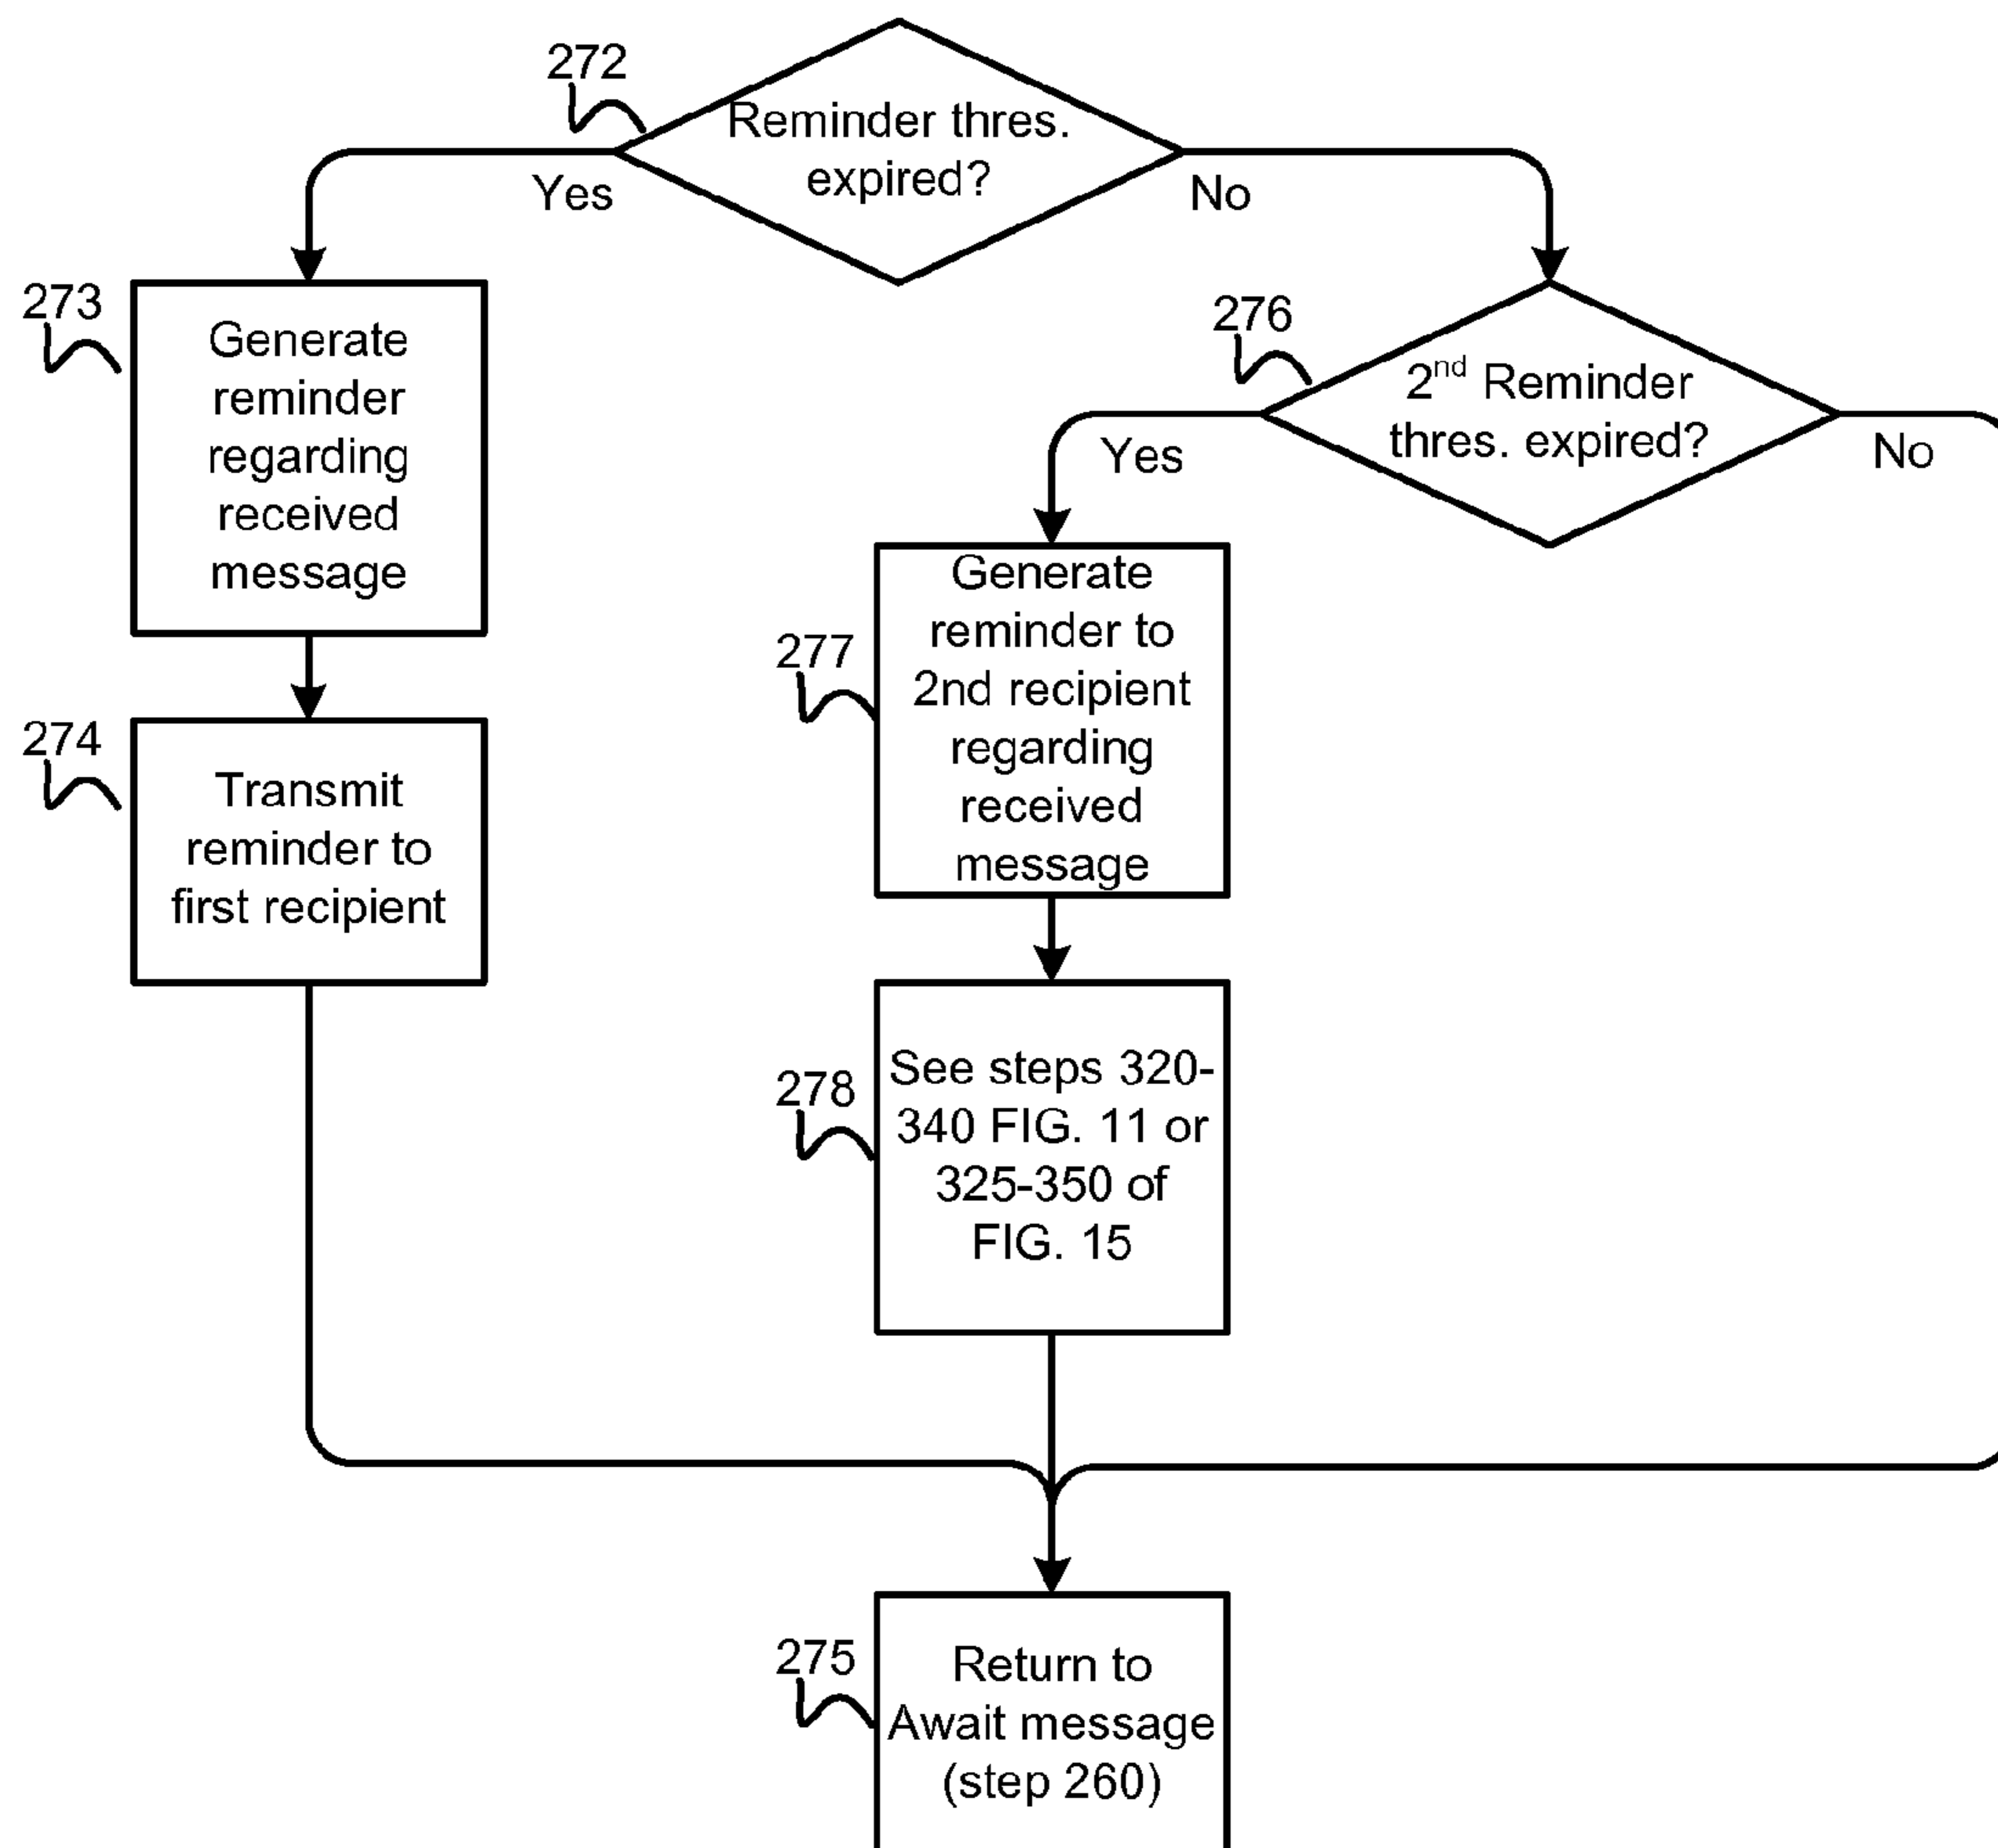 272
Reminder thres.
expired?
Yes
No
273
Generate
reminder
regarding
received
message
276
2nd Reminder
thres. expired?
Yes
No
277
Generate
reminder to
2nd recipient
regarding
received
message
274
Transmit
reminder to
first recipient
278
See steps 320-
340 FIG. 11 or
325-350 of
FIG. 15
275
Return to
Await message
(step 260)